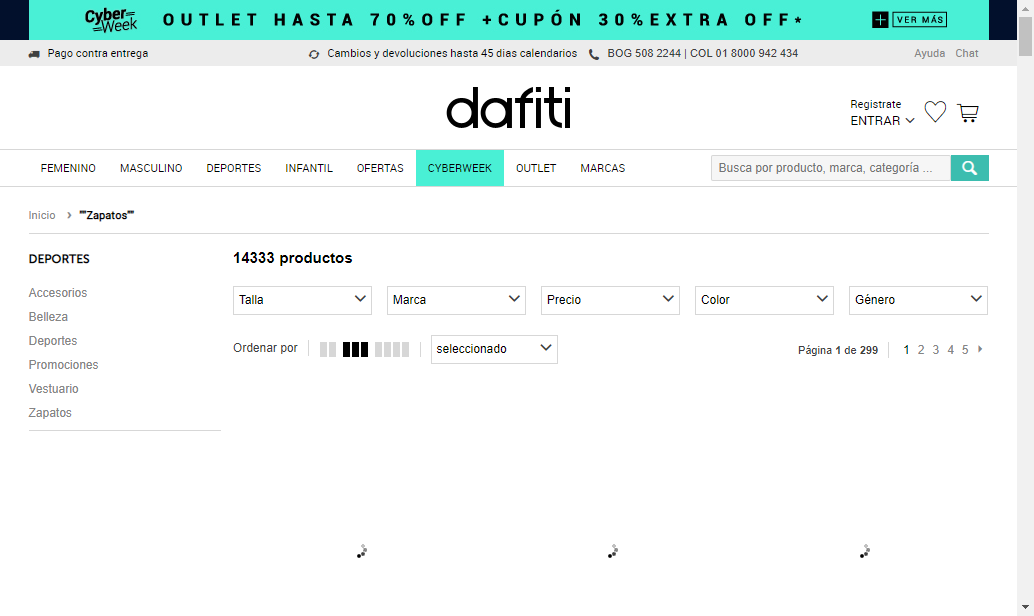 Cyber Week OUTLET HASTA 70%OFF +CUPÓN 30%EXTRA OFF* + VER MÁS
Pago contra entrega Cambios y devoluciones hasta 45 dias calendarios BOG 508 2244 | COL 01 8000 942 434 Ayuda Chat
dafiti
Registrate
ENTRAR
FEMENINO MASCULINO DEPORTES INFANTIL OFERTAS CYBERWEEK OUTLET MARCAS Busca por producto, marca, categoría ...
Inicio > ""Zapatos""
DEPORTES
Accesorios
Belleza
Deportes
Promociones
Vestuario
Zapatos
14333 productos
Talla Marca Precio Color Género
Ordenar por seleccionado Página 1 de 299 1 2 3 4 5